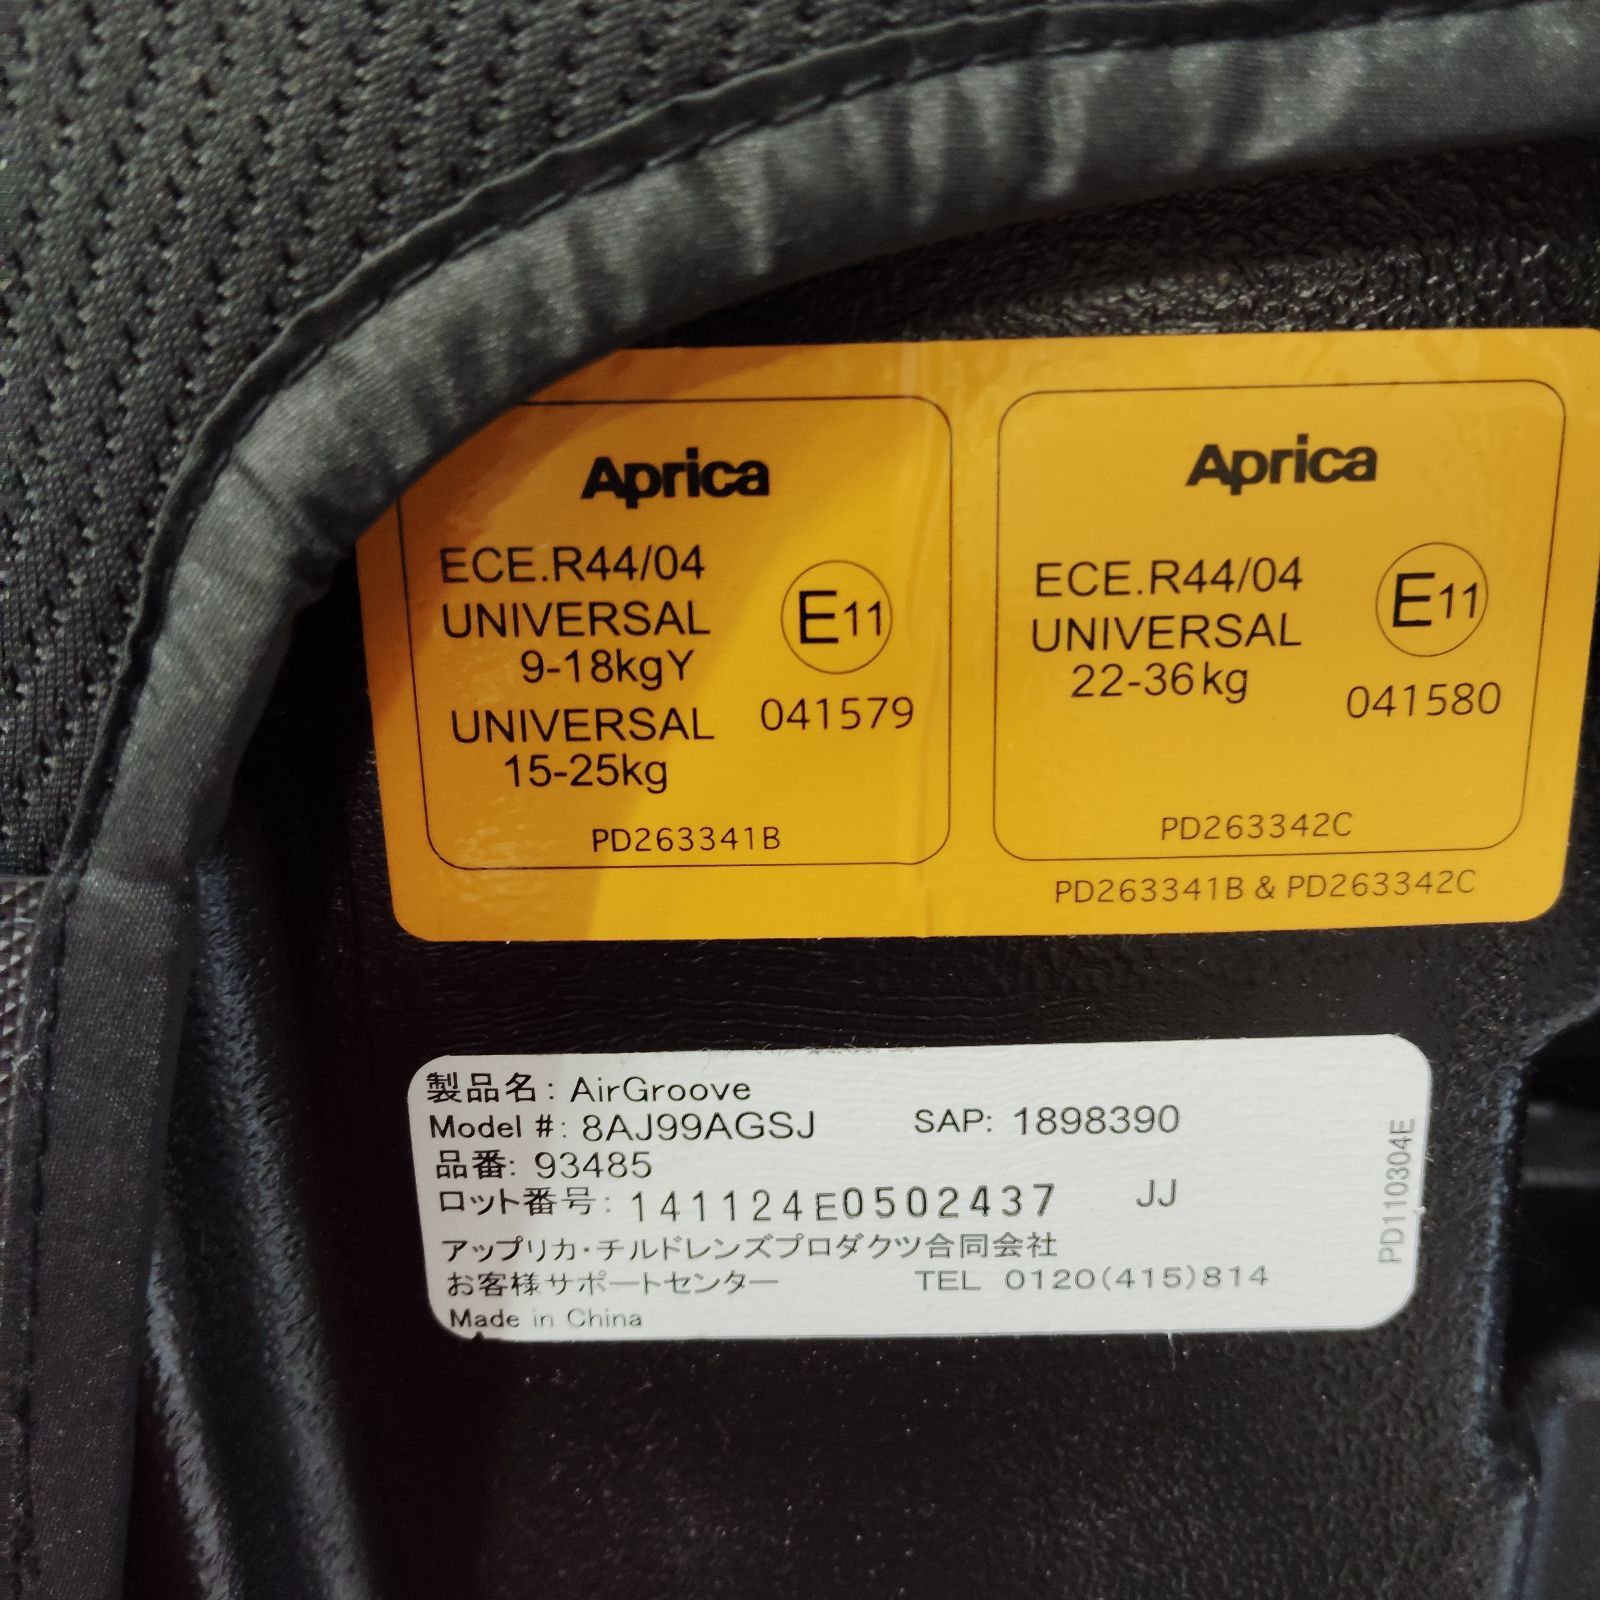 Aprica
ECE.R44/04
UNIVERSAL
9-18kgY
UNIVERSAL
15-25kg
E11
041579
PD263341B
Aprica
ECE.R44/04
UNIVERSAL
22-36kg
E11
041580
PD263342C
PD263341B & PD263342C
製品名: AirGroove
Model #: 8AJ99AGSJ SAP: 1898390
品番: 93485
ロット番号: 141124E0502437 JJ
アップリカ・チルドレンズプロダクツ合同会社
お客様サポートセンター TEL 0120(415)814
Made in China
PD110304E